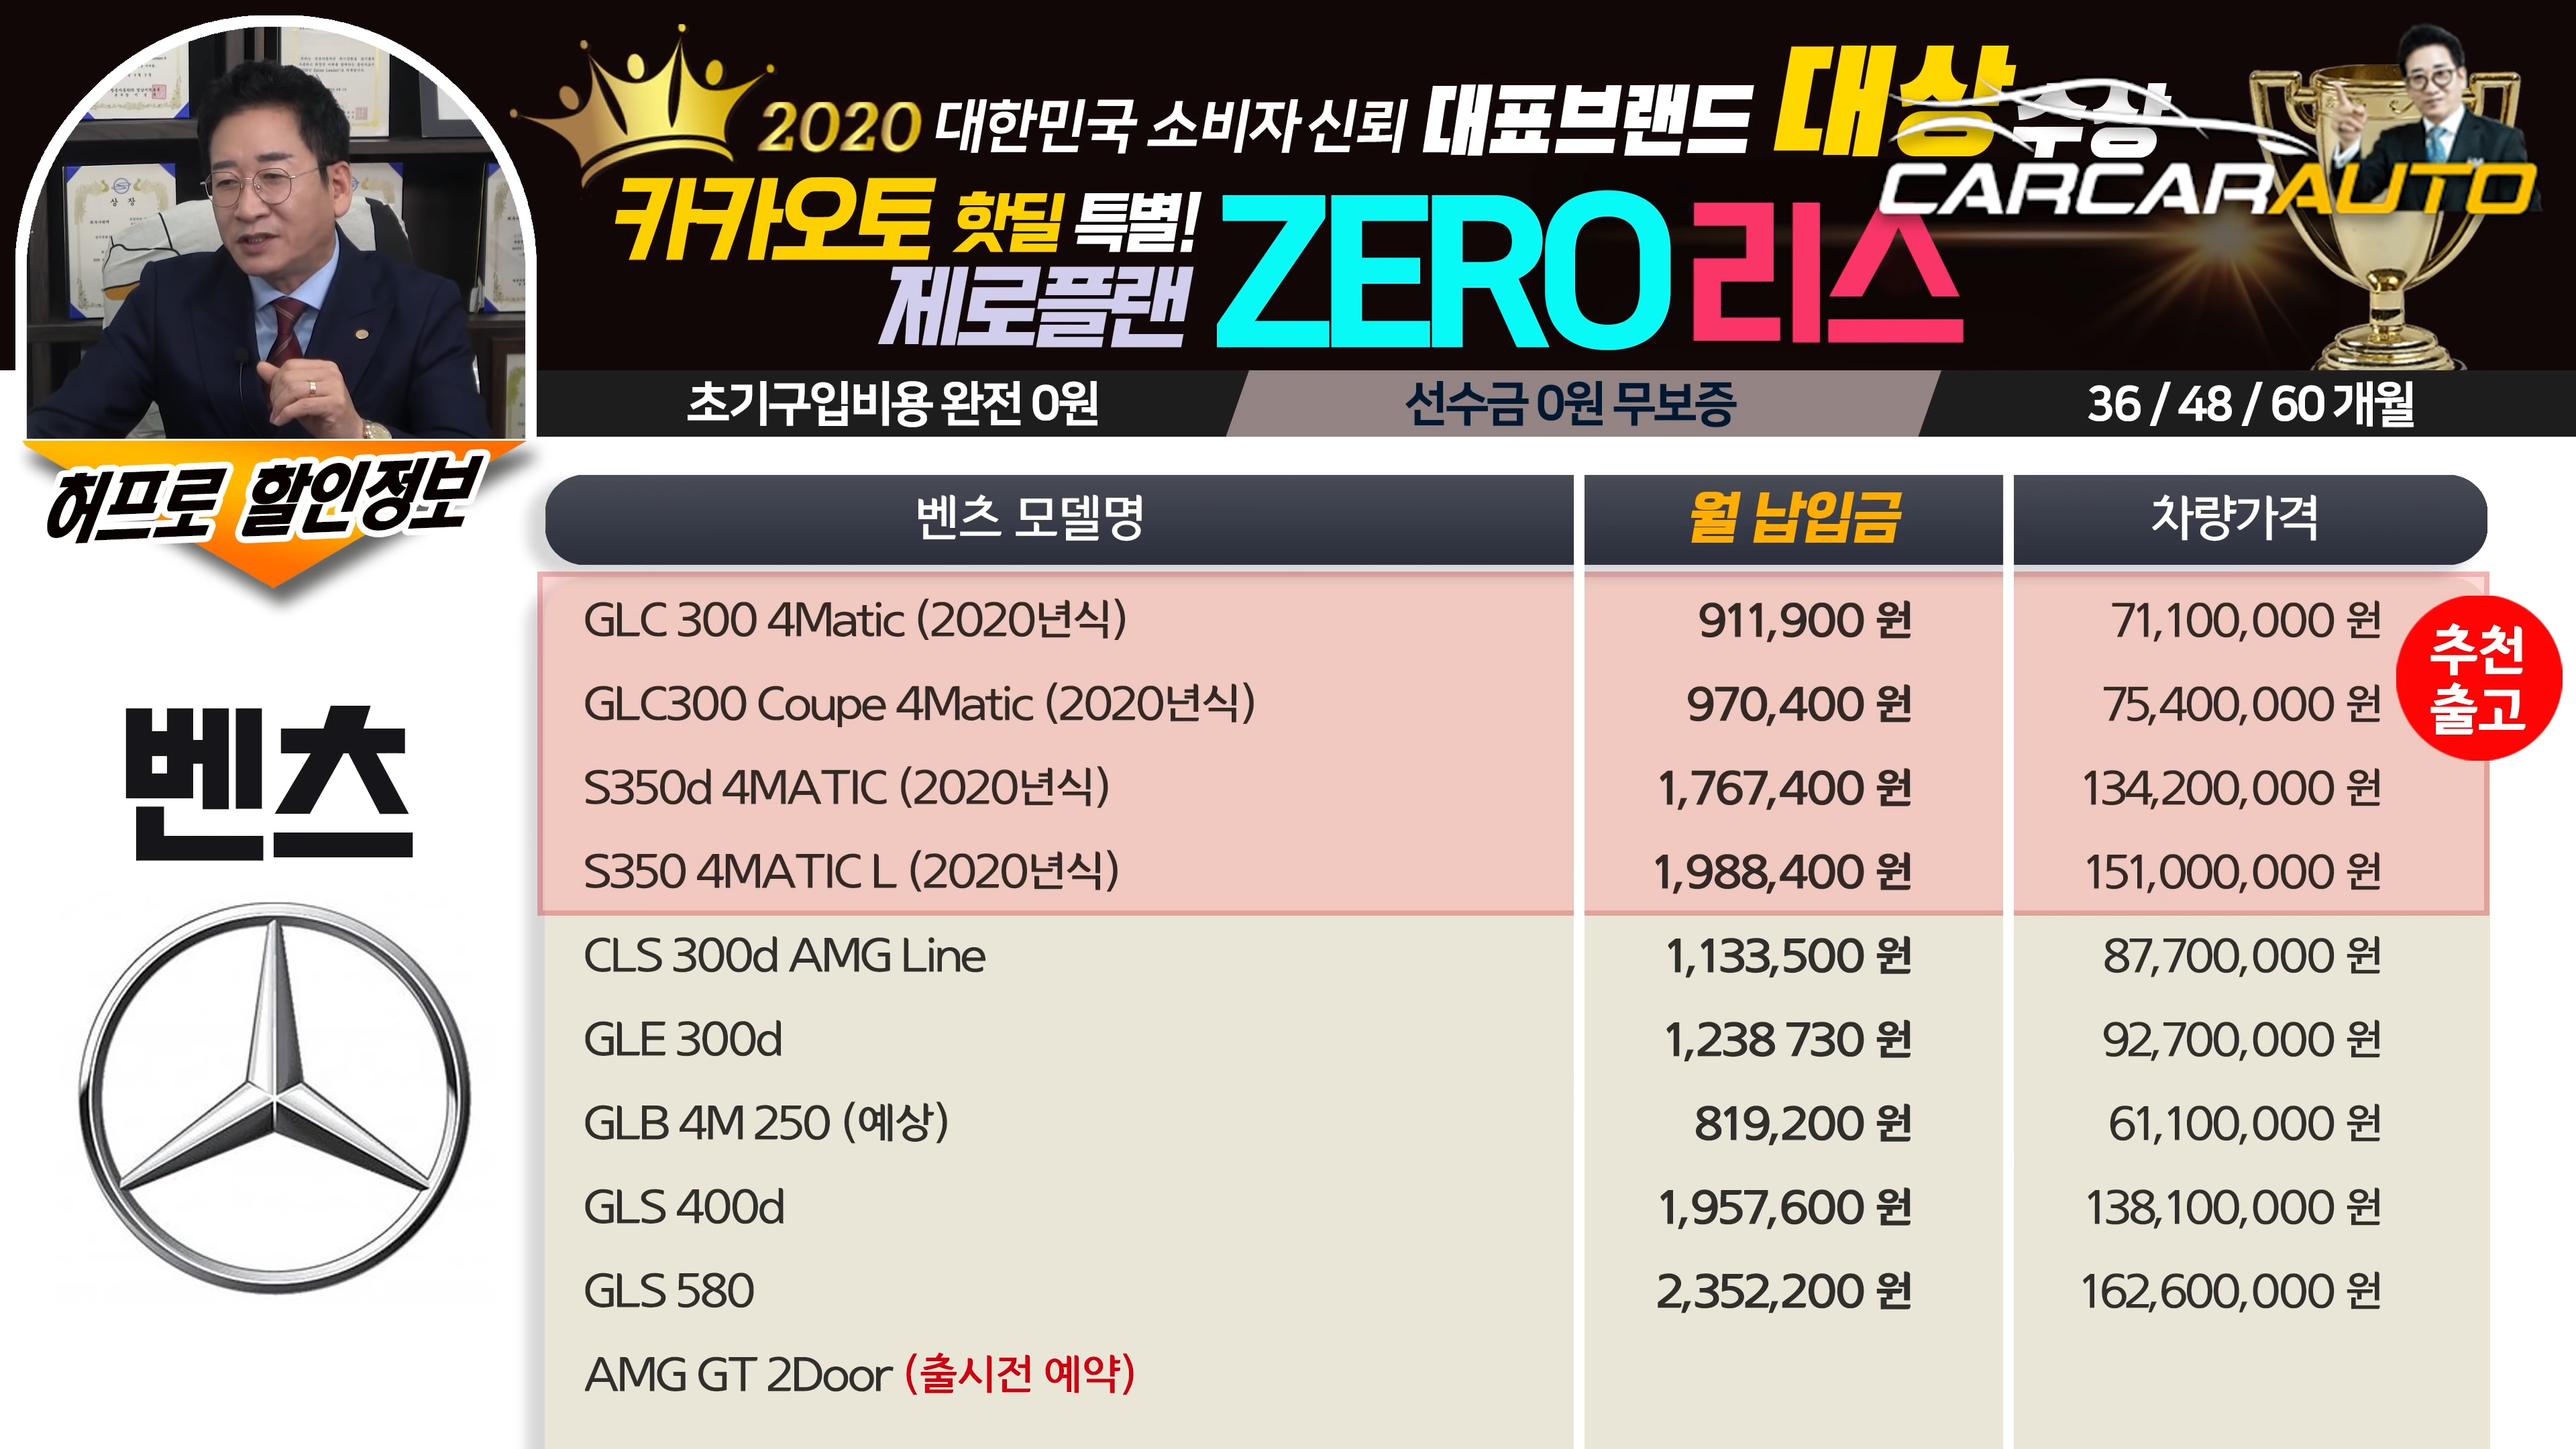 2020 대한민국 소비자 신뢰 대표브랜드 대상 수상
CARCARAUTO
카카오토 핫딜 특별!
제로플랜 ZERO 리스
초기구입비용 완전 0원 선수금 0원 무보증 36 / 48 / 60 개월
허프로 할인정보
벤츠
벤츠 모델명 월 납입금 차량가격
GLC 300 4Matic (2020년식) 911,900 원 71,100,000 원
GLC300 Coupe 4Matic (2020년식) 970,400 원 75,400,000 원
추천
출고
S350d 4MATIC (2020년식) 1,767,400 원 134,200,000 원
S350 4MATIC L (2020년식) 1,988,400 원 151,000,000 원
CLS 300d AMG Line 1,133,500 원 87,700,000 원
GLE 300d 1,238 730 원 92,700,000 원
GLB 4M 250 (예상) 819,200 원 61,100,000 원
GLS 400d 1,957,600 원 138,100,000 원
GLS 580 2,352,200 원 162,600,000 원
AMG GT 2Door (출시전 예약)
상 장